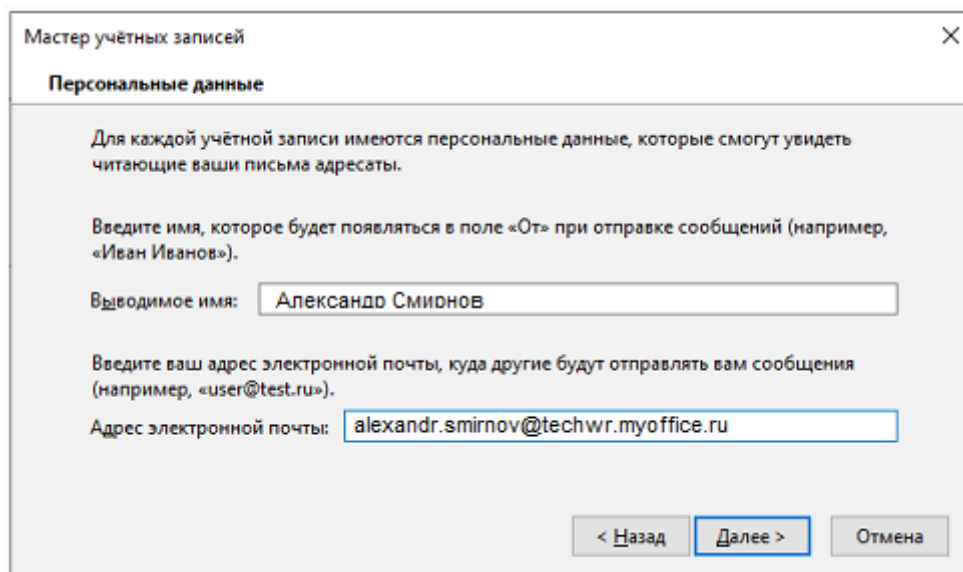 Мастер учётных записей
Персональные данные
Для каждой учётной записи имеются персональные данные, которые смогут увидеть
читающие ваши письма адресаты.
Введите имя, которое будет появляться в поле «От» при отправке сообщений (например,
«Иван Иванов»).
Выводимое имя: Александр Смирнов
Введите ваш адрес электронной почты, куда другие будут отправлять вам сообщения
(например, «user@test.ru»).
Адрес электронной почты: alexandr.smirnov@techwr.myoffice.ru
< Назад Далее > Отмена